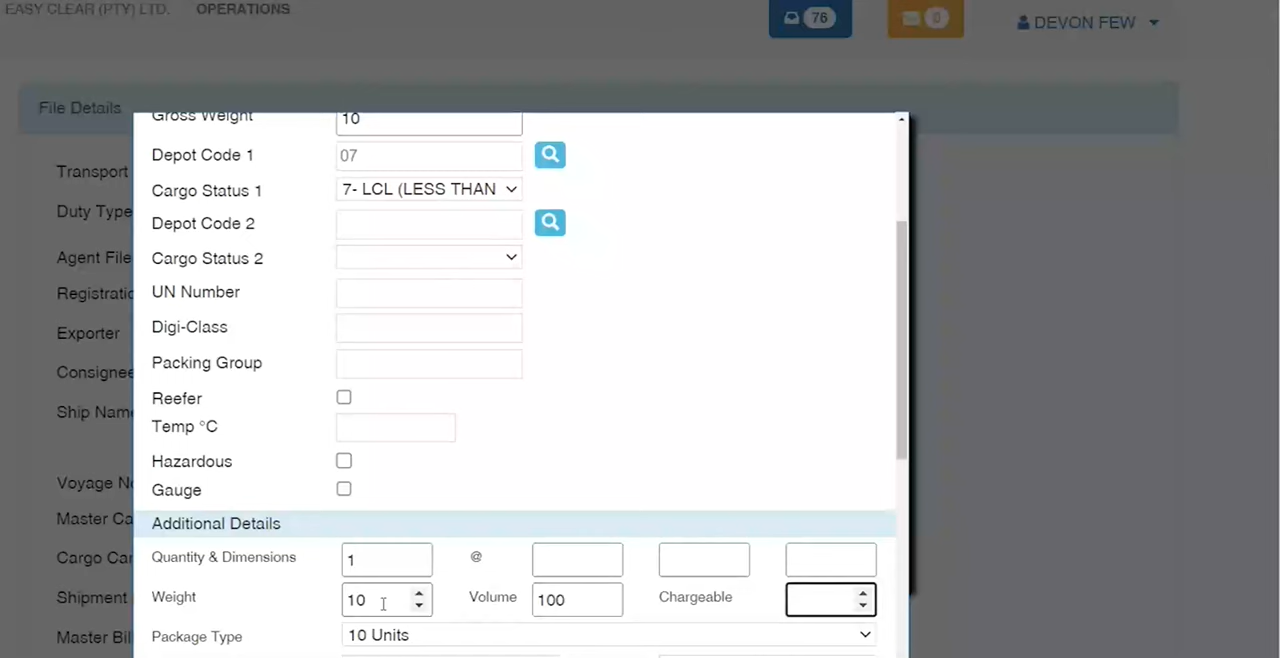 EASY CLEAR (PTY) LTD. OPERATIONS
76
0
DEVON FEW
File Details
Transport
Duty Type
Agent File
Registratio
Exporter
Consignee
Ship Name
Voyage No
Master Ca
Cargo Car
Shipment
Master Bil
Gross Weight 10
Depot Code 1 07
Cargo Status 1 7- LCL (LESS THAN
Depot Code 2
Cargo Status 2
UN Number
Digi-Class
Packing Group
Reefer
Temp °C
Hazardous
Gauge
Additional Details
Quantity & Dimensions 1 @
Weight 10 Volume 100 Chargeable
Package Type 10 Units